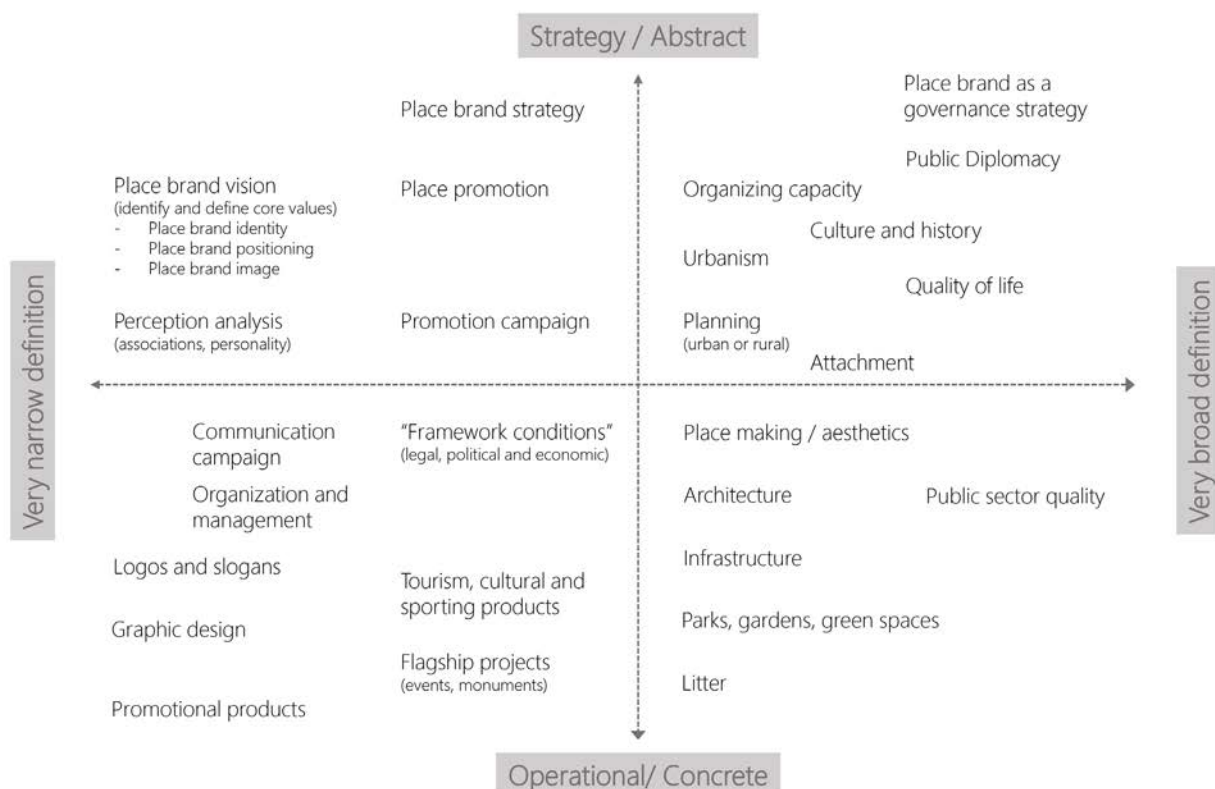 Strategy / Abstract
Place brand as a
governance strategy
Place brand strategy
Public Diplomacy
Place brand vision
(identify and define core values)
- Place brand identity
- Place brand positioning
- Place brand image
Place promotion
Organizing capacity
Culture and history
Urbanism
Quality of life
Perception analysis
(associations, personality)
Promotion campaign
Planning
(urban or rural)
Attachment
Very narrow definition
Very broad definition
Communication
campaign
"Framework conditions"
(legal, political and economic)
Place making / aesthetics
Organization and
management
Architecture
Public sector quality
Logos and slogans
Infrastructure
Tourism, cultural and
sporting products
Graphic design
Parks, gardens, green spaces
Flagship projects
(events, monuments)
Litter
Promotional products
Operational/ Concrete